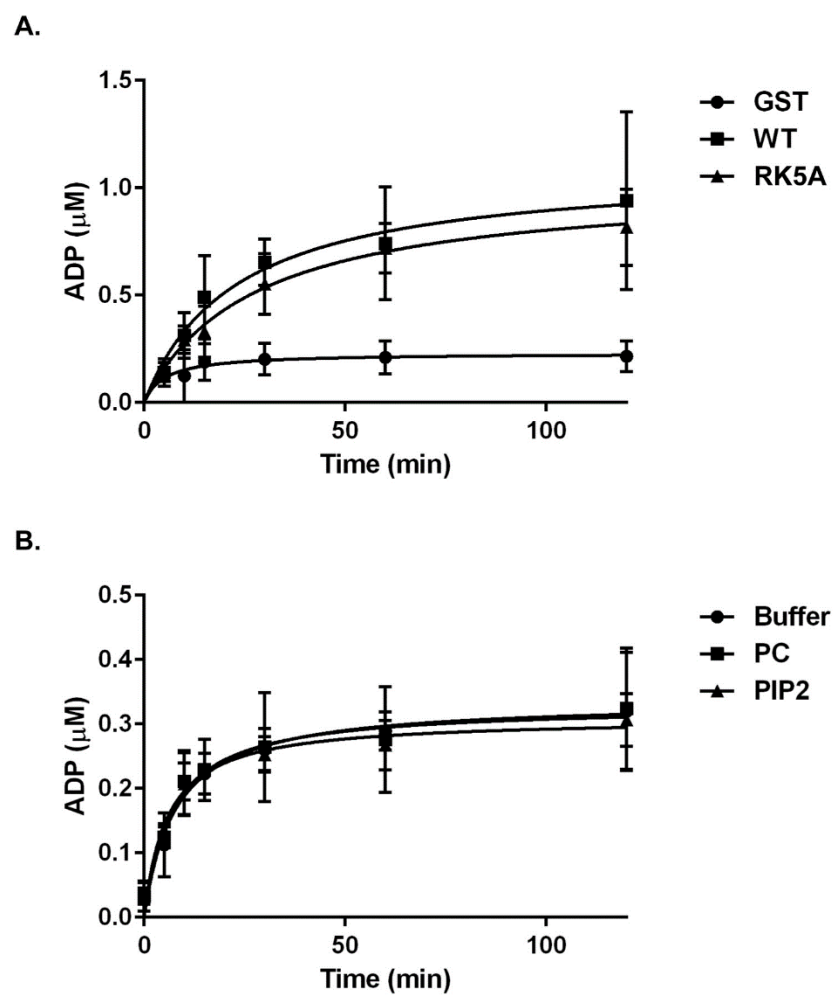 A.
1.5
1.0
0.5
0.0
ADP (μM)
0
50
100
Time (min)
GST
WT
RK5A
B.
0.5
0.4
0.3
0.2
0.1
0.0
ADP (μM)
0
50
100
Time (min)
Buffer
PC
PIP2